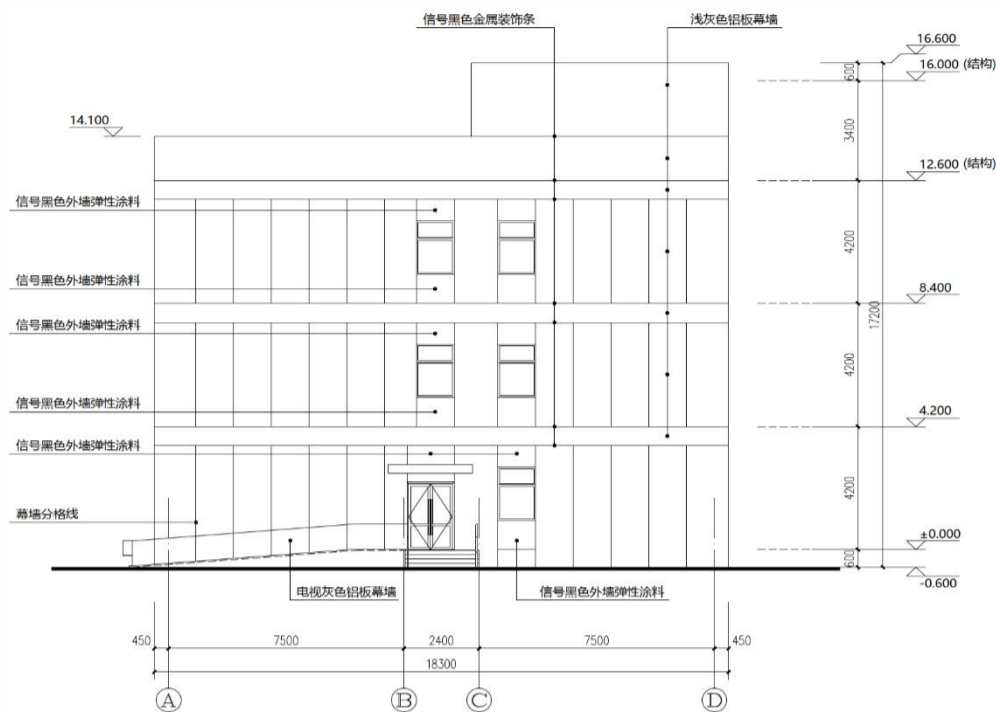 信号黑色金属装饰条
浅灰色铝板幕墙
16.600
16.000 (结构)
600
14.100
3400
12.600 (结构)
信号黑色外墙弹性涂料
4200
信号黑色外墙弹性涂料
8.400
信号黑色外墙弹性涂料
17200
4200
信号黑色外墙弹性涂料
4.200
信号黑色外墙弹性涂料
4200
幕墙分格线
±0.000
600
-0.600
电视灰色铝板幕墙
信号黑色外墙弹性涂料
450
7500
2400
7500
450
18300
A
B
C
D